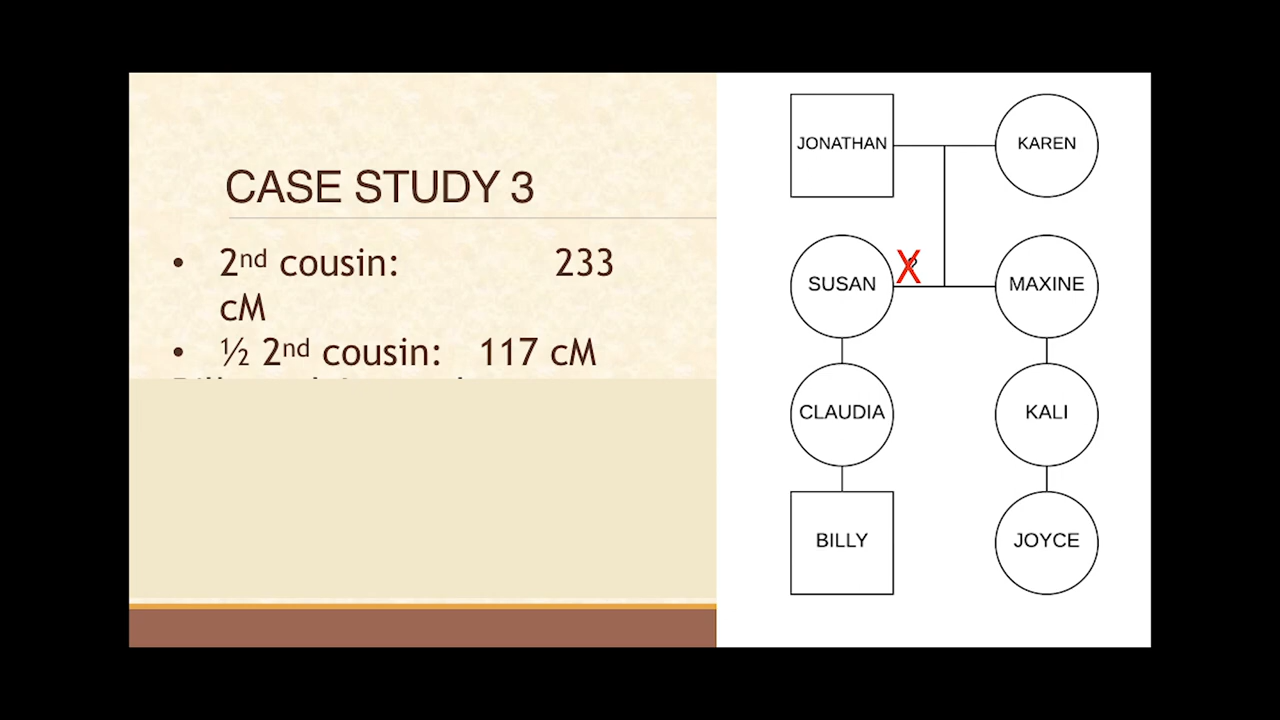 CASE STUDY 3
• 2nd cousin: 233
cM
• ½ 2nd cousin: 117 cM
JONATHAN
KAREN
SUSAN
X
MAXINE
CLAUDIA
KALI
BILLY
JOYCE